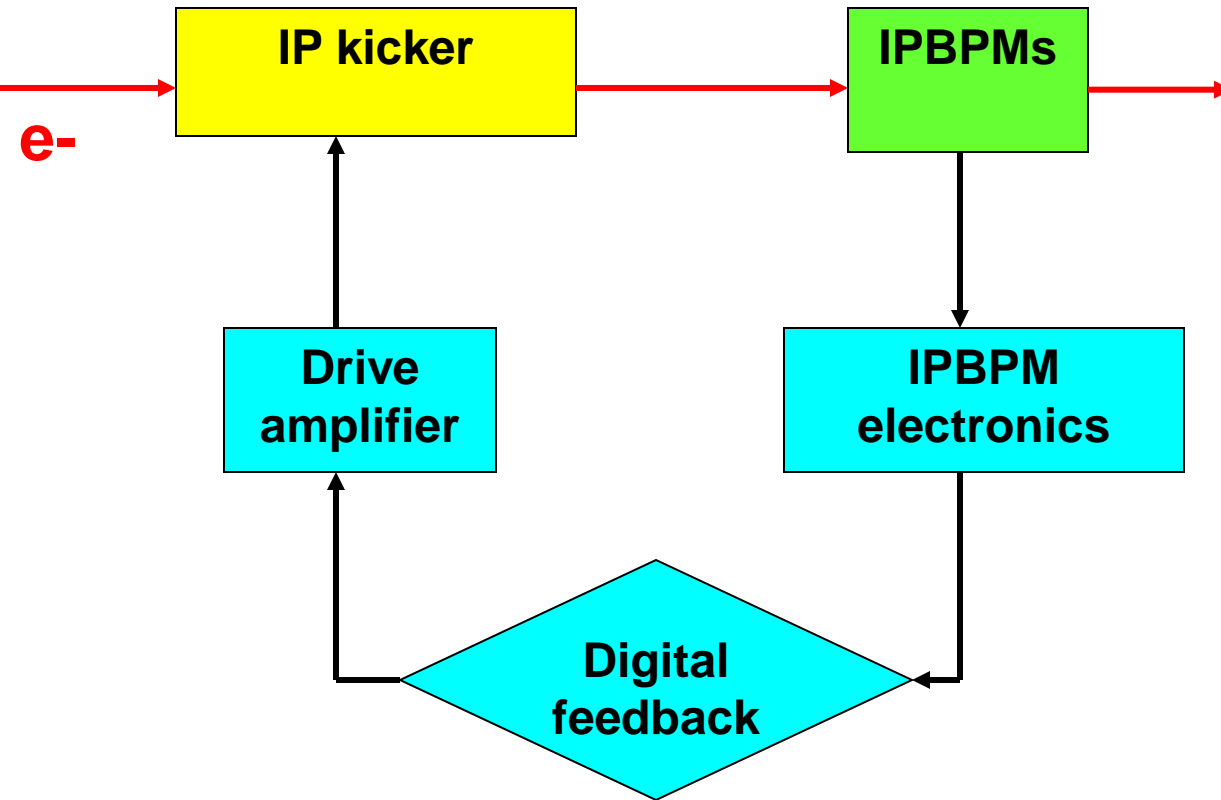 IP kicker
IPBPMs
e-
Drive
amplifier
IPBPM
electronics
Digital
feedback